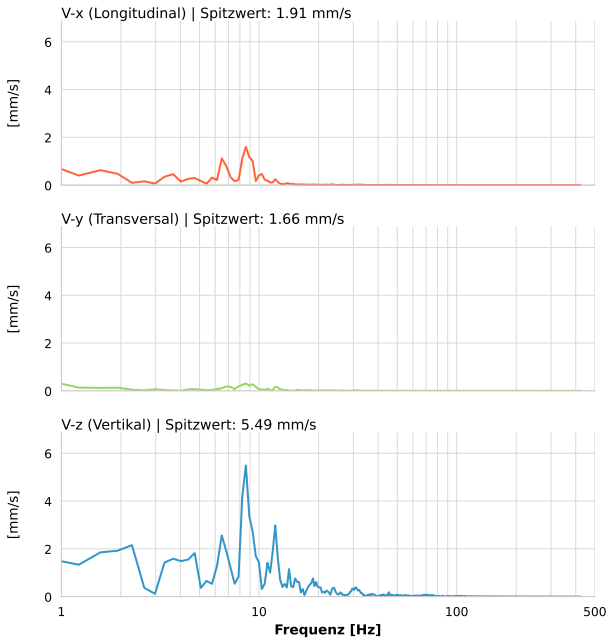 V-x (Longitudinal) | Spitzwert: 1.91 mm/s
6
4
2
0
[mm/s]
V-y (Transversal) | Spitzwert: 1.66 mm/s
6
4
2
0
[mm/s]
V-z (Vertikal) | Spitzwert: 5.49 mm/s
6
4
2
0
[mm/s]
1 10 100 500
Frequenz [Hz]